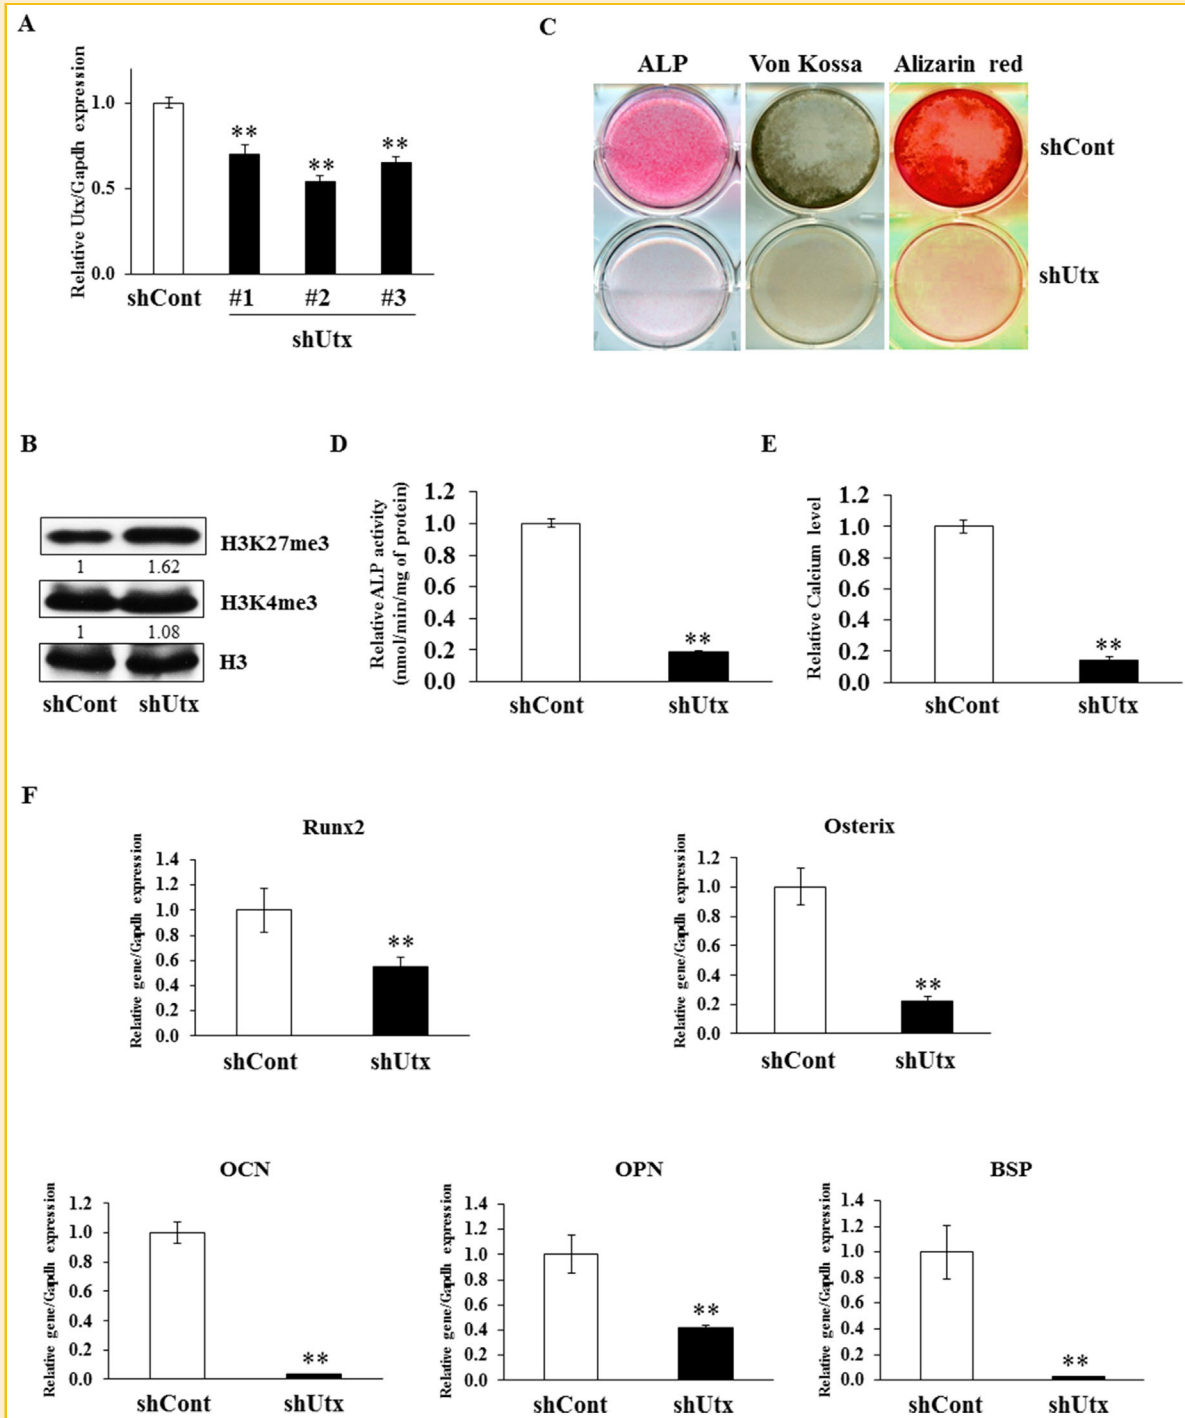 A
Relative Utx/Gapdh expression
1.0
0.5
0.0
**
**
**
shCont
#1
#2
#3
shUtx
C
ALP
Von Kossa
Alizarin red
shCont
shUtx
B
H3K27me3
1
1.62
H3K4me3
1
1.08
H3
shCont
shUtx
D
Relative ALP activity
(nmol/min/mg of protein)
1.2
1.0
0.8
0.6
0.4
0.2
0.0
**
shCont
shUtx
E
Relative Calcium level
1.2
1.0
0.8
0.6
0.4
0.2
0.0
**
shCont
shUtx
F
Runx2
Relative gene/Gapdh expression
1.4
1.2
1.0
0.8
0.6
0.4
0.2
0.0
**
shCont
shUtx
Osterix
Relative gene/Gapdh expression
1.2
1.0
0.8
0.6
0.4
0.2
0.0
**
shCont
shUtx
OCN
Relative gene/Gapdh expression
1.2
1.0
0.8
0.6
0.4
0.2
0.0
**
shCont
shUtx
OPN
Relative gene/Gapdh expression
1.4
1.2
1.0
0.8
0.6
0.4
0.2
0.0
**
shCont
shUtx
BSP
Relative gene/Gapdh expression
1.4
1.2
1.0
0.8
0.6
0.4
0.2
0.0
**
shCont
shUtx